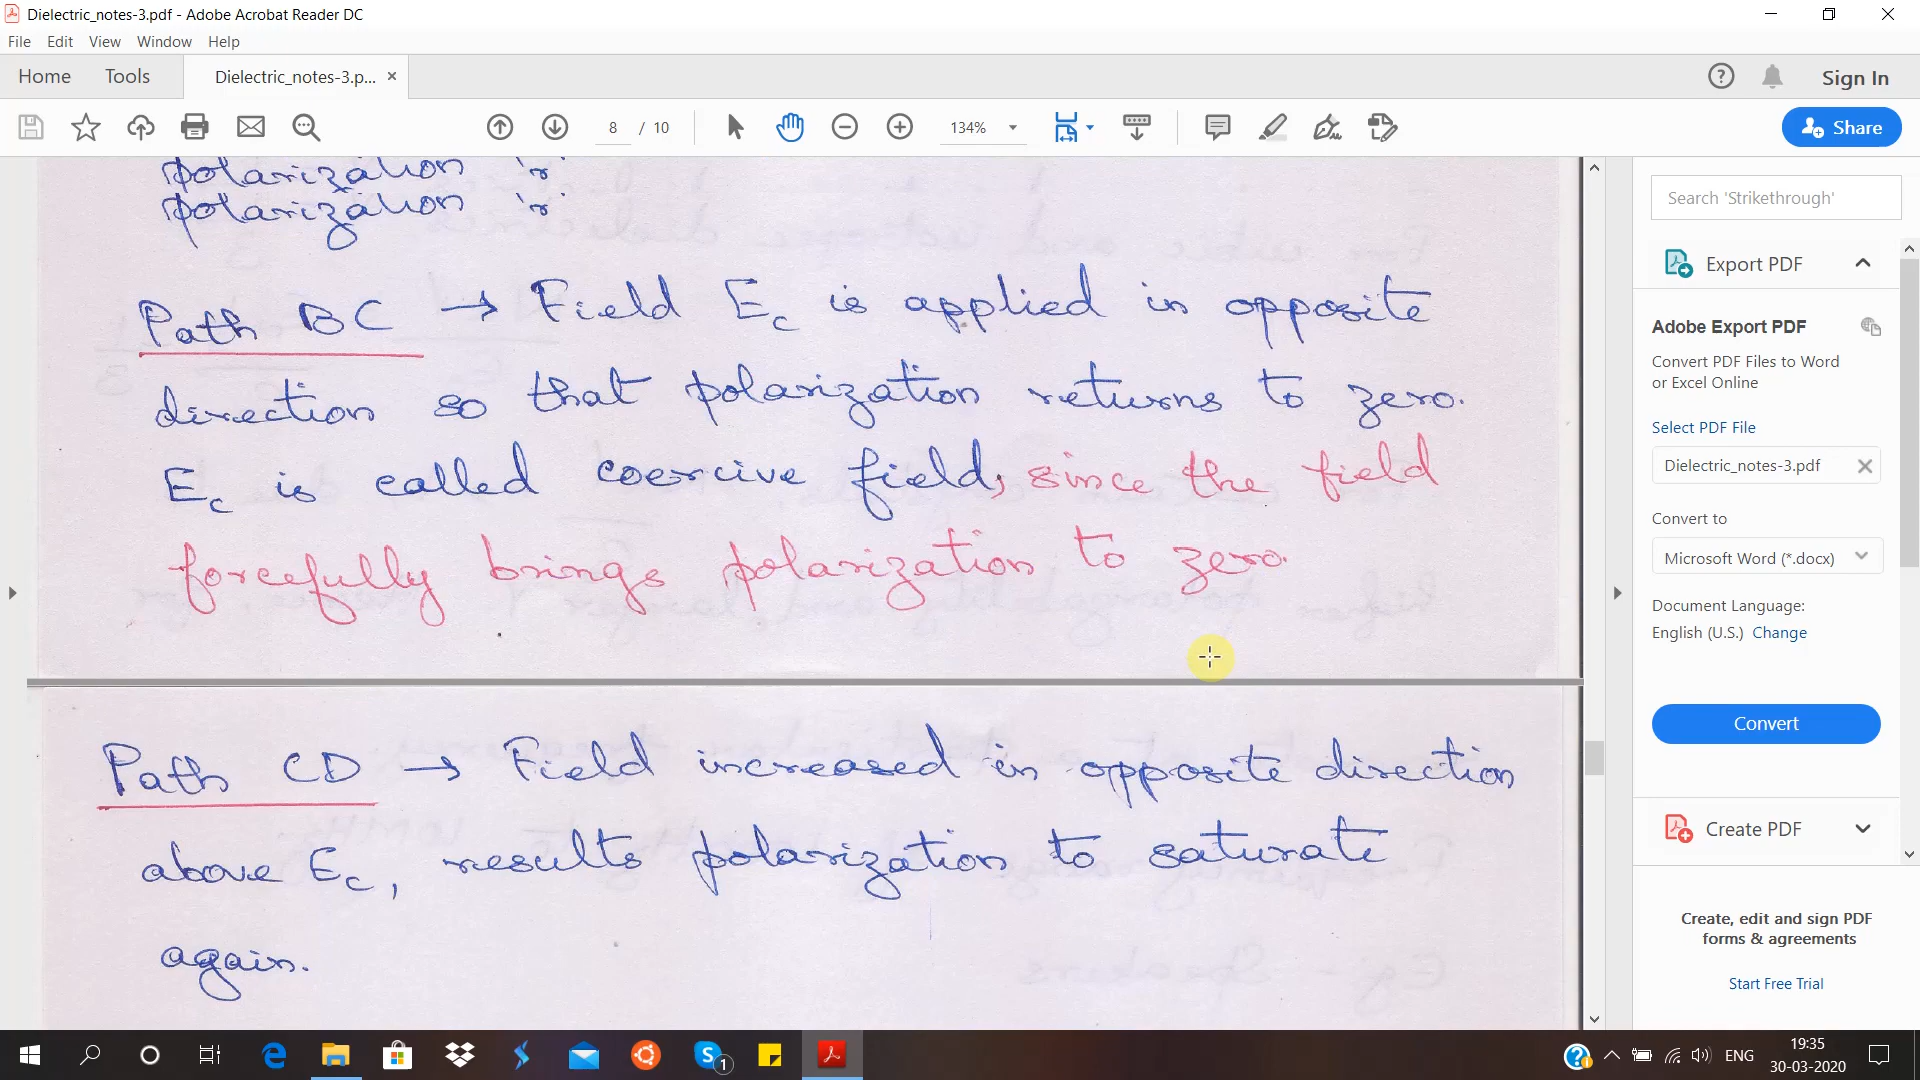 Dielectric_notes-3.pdf - Adobe Acrobat Reader DC
File Edit View Window Help
Home Tools Dielectric_notes-3.p... Sign In
8 / 10 134% Share
polarization 'r'
polarization 'r'
Path BC → Field Ec is applied in opposite
direction so that polarization returns to zero.
Ec is called coercive field, since the field
forcefully brings polarization to zero.
Path CD → Field increased in opposite direction
above Ec, results polarization to saturate
again.
Search 'Strikethrough'
Export PDF
Adobe Export PDF
Convert PDF Files to Word
or Excel Online
Select PDF File
Dielectric_notes-3.pdf
Convert to
Microsoft Word (*.docx)
Document Language:
English (U.S.) Change
Convert
Create PDF
Create, edit and sign PDF
forms & agreements
Start Free Trial
ENG
19:35
30-03-2020
1